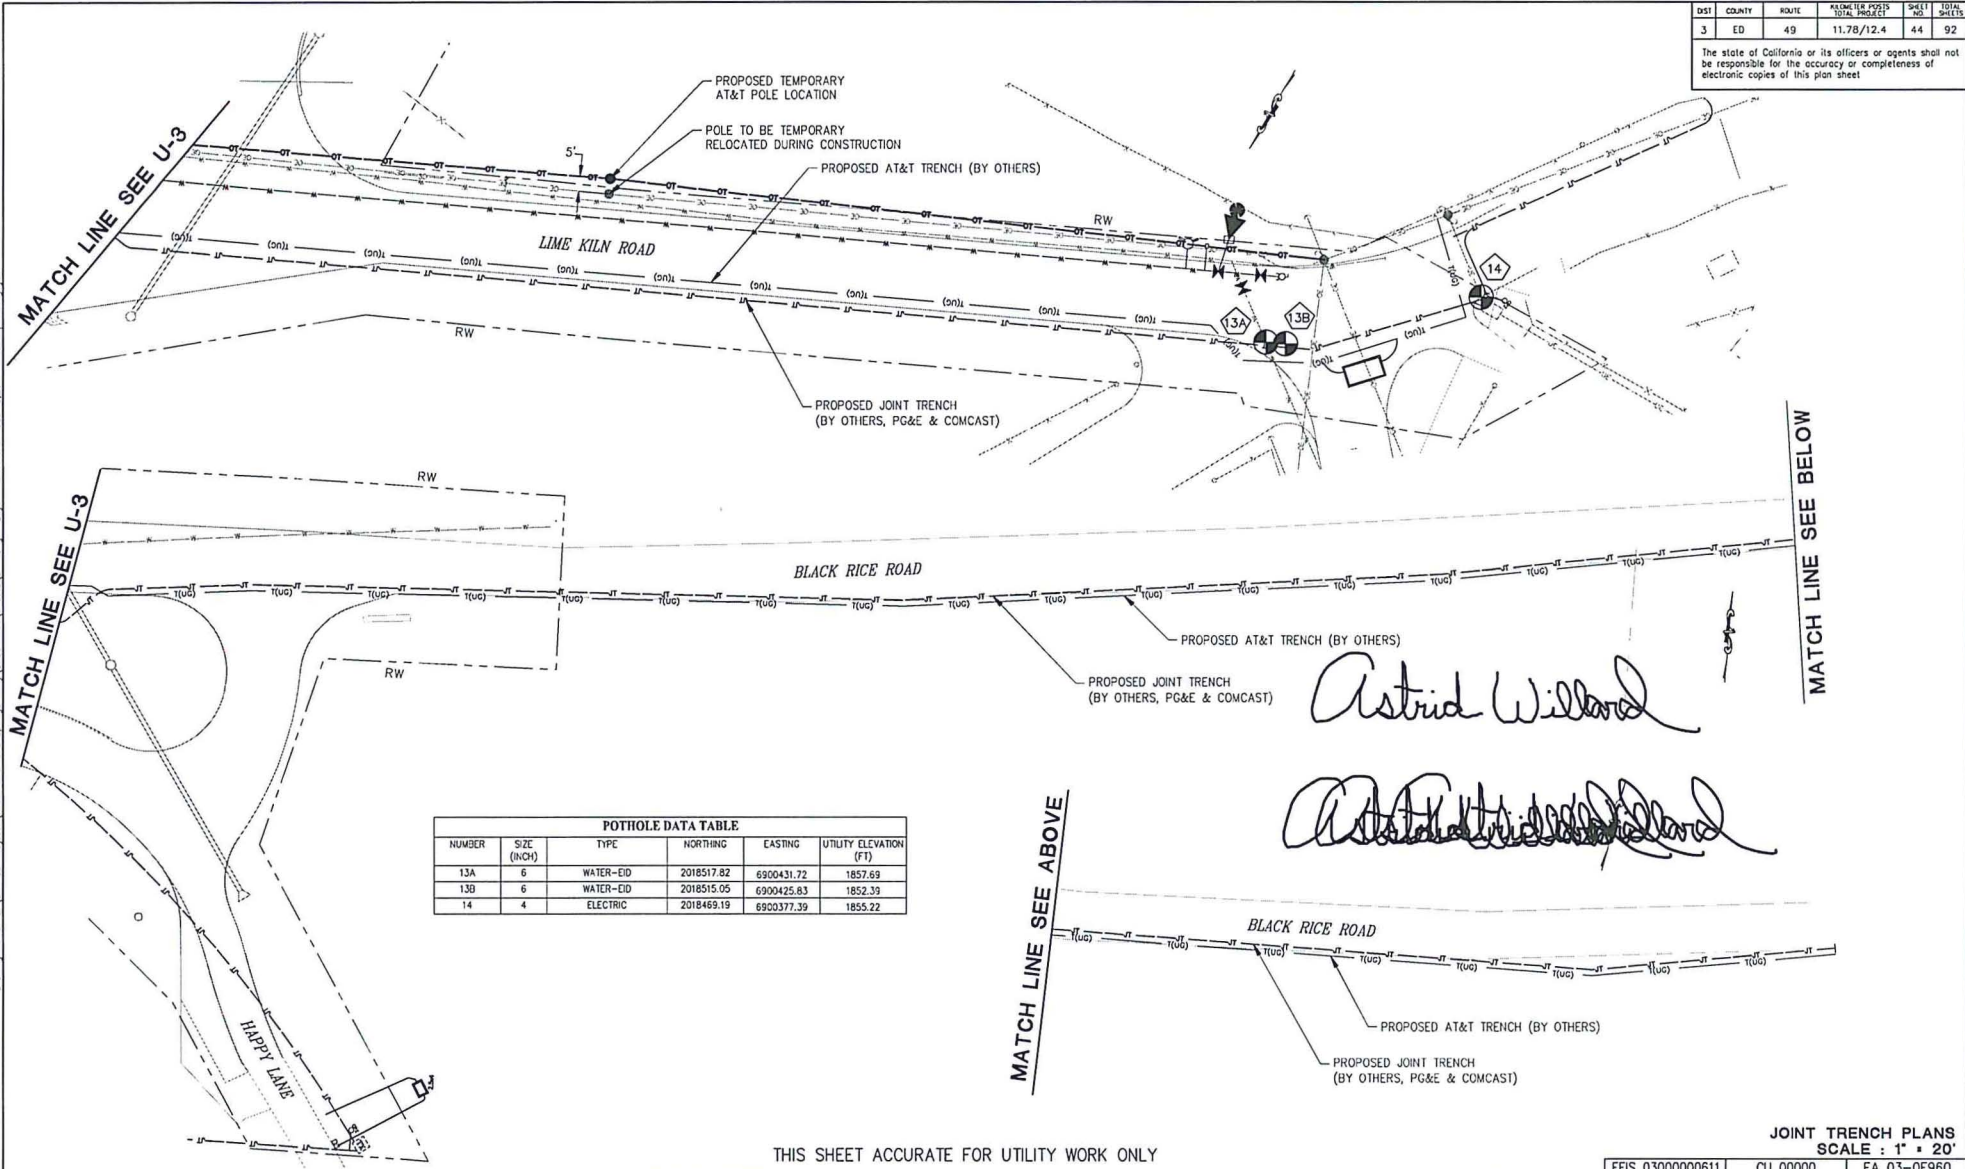 DIST COUNTY ROUTE KILOMETER POSTS TOTAL PROJECT SHEET NO. TOTAL SHEETS
3 ED 49 11.78/12.4 44 92
The state of California or its officers or agents shall not
be responsible for the accuracy or completeness of
electronic copies of this plan sheet
PROPOSED TEMPORARY
AT&T POLE LOCATION
POLE TO BE TEMPORARY
RELOCATED DURING CONSTRUCTION
5'
PROPOSED AT&T TRENCH (BY OTHERS)
MATCH LINE SEE U-3
LIME KILN ROAD
RW
RW
13A
13B
14
PROPOSED JOINT TRENCH
(BY OTHERS, PG&E & COMCAST)
MATCH LINE SEE U-3
RW
BLACK RICE ROAD
RW
MATCH LINE SEE BELOW
PROPOSED AT&T TRENCH (BY OTHERS)
PROPOSED JOINT TRENCH
(BY OTHERS, PG&E & COMCAST)
Astrid Willard
POTHOLE DATA TABLE
NUMBER SIZE (INCH) TYPE NORTHING EASTING UTILITY ELEVATION (FT)
13A 6 WATER-EID 2018517.82 6900431.72 1857.69
13B 6 WATER-EID 2018515.05 6900425.83 1852.39
14 4 ELECTRIC 2018469.19 6900377.39 1855.22
MATCH LINE SEE ABOVE
BLACK RICE ROAD
PROPOSED AT&T TRENCH (BY OTHERS)
PROPOSED JOINT TRENCH
(BY OTHERS, PG&E & COMCAST)
HAPPY LANE
THIS SHEET ACCURATE FOR UTILITY WORK ONLY
JOINT TRENCH PLANS
SCALE : 1" = 20'
CU 00000